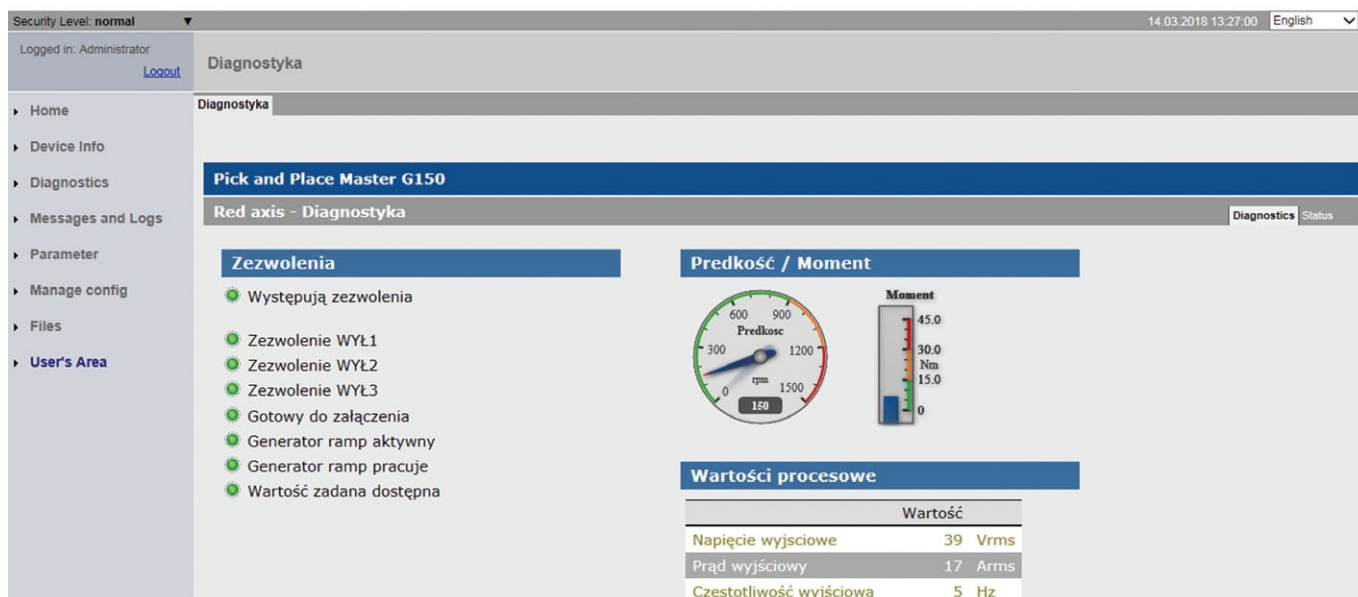 Security Level: normal ▼ 14.03.2018 13:27:00 English
Logged in: Administrator
Logout
Diagnostyka
Diagnostyka
Home
Device Info
Diagnostics
Messages and Logs
Parameter
Manage config
Files
User's Area
Pick and Place Master G150
Red axis - Diagnostyka
Diagnostics Status
Zezwolenia
Występują zezwolenia
Zezwolenie WYŁ1
Zezwolenie WYŁ2
Zezwolenie WYŁ3
Gotowy do załączenia
Generator ramp aktywny
Generator ramp pracuje
Wartość zadana dostępna
Predkość / Moment
600 900
Predkosc
300 1200
rpm
0 1500
150
Moment
45.0
30.0
Nm
15.0
0
Wartości procesowe
Wartość
Napięcie wyjsciowe 39 Vrms
Prąd wyjściowy 17 Arms
Częstotliwość wyjściowa 5 Hz